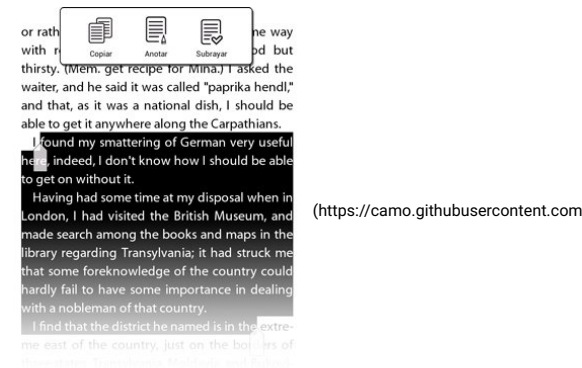 Copiar Anotar Subrayar
or rath ne way
with r od but
thirsty. (Mem. get recipe for Mina.) I asked the
waiter, and he said it was called "paprika hendl,"
and that, as it was a national dish, I should be
able to get it anywhere along the Carpathians.
I found my smattering of German very useful
here, indeed, I don't know how I should be able
to get on without it.
Having had some time at my disposal when in
London, I had visited the British Museum, and
made search among the books and maps in the
library regarding Transylvania; it had struck me
that some foreknowledge of the country could
hardly fail to have some importance in dealing
with a nobleman of that country.
I find that the district he named is in the extre-
me east of the country, just on the bo rs of
(https://camo.githubusercontent.com